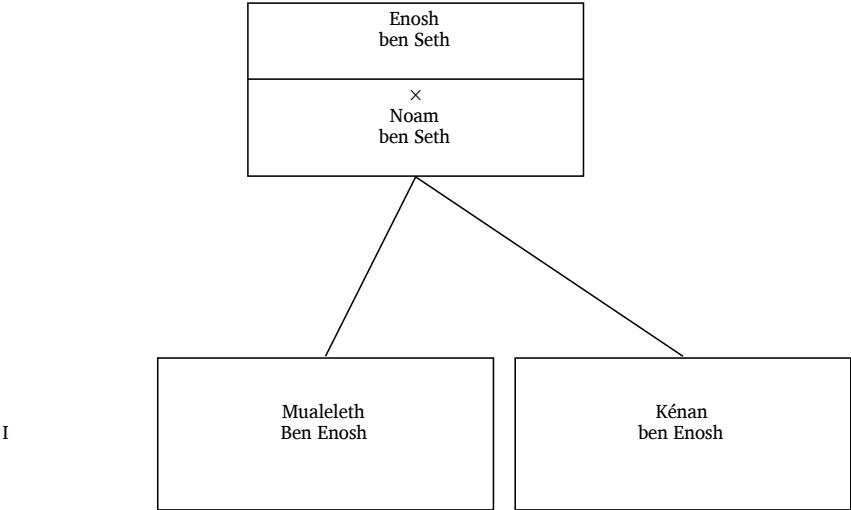 Enosh
ben Seth
×
Noam
ben Seth
Mualeleth
Ben Enosh
Kénan
ben Enosh
I